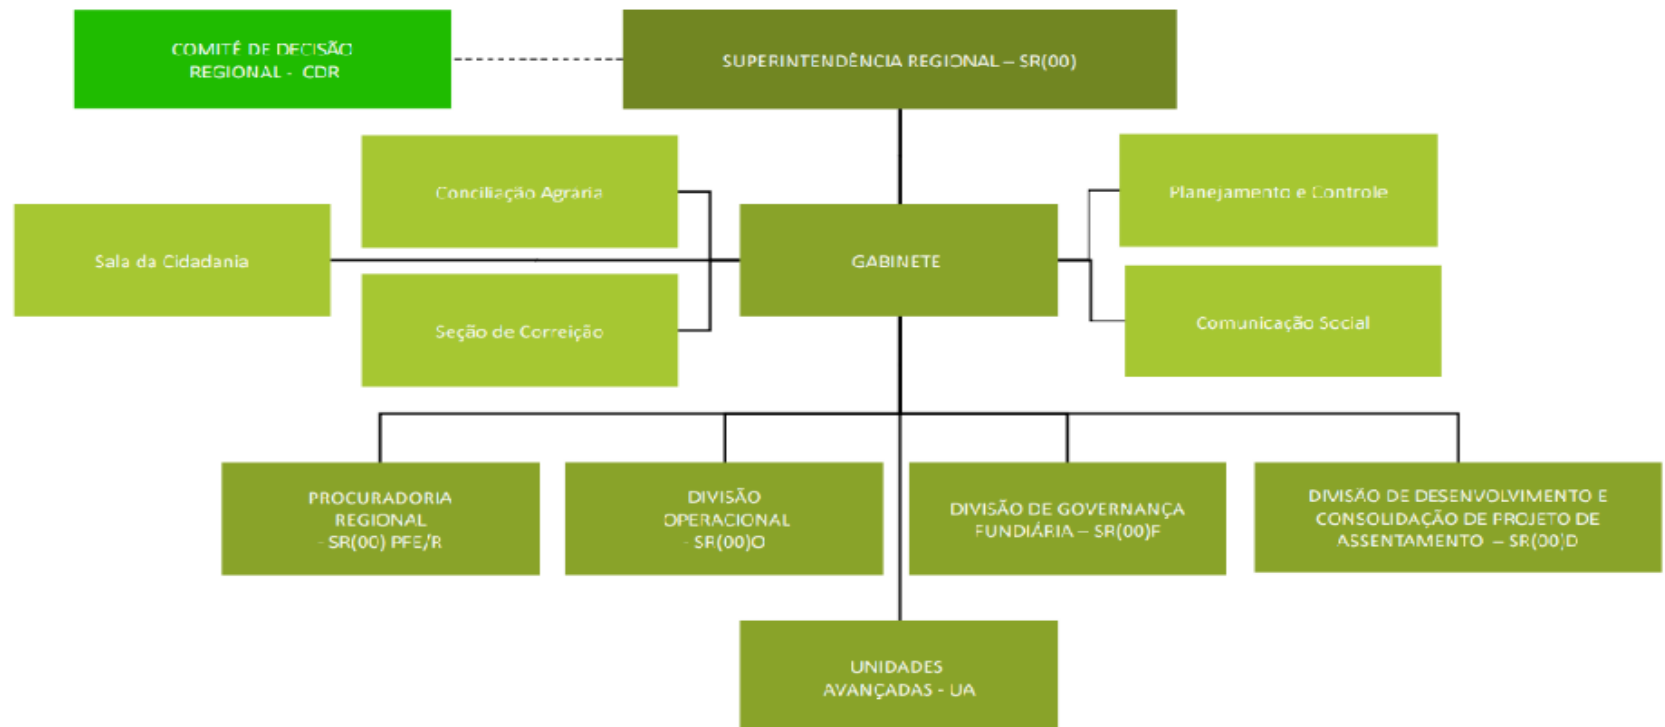 COMITÊ DE DECISÃO
REGIONAL - CDR
SUPERINTENDÊNCIA REGIONAL – SR(00)
Conciliação Agrária
Planejamento e Controle
Sala da Cidadania
GABINETE
Seção de Correição
Comunicação Social
PROCURADORIA
REGIONAL
- SR(00) PFE/R
DIVISÃO
OPERACIONAL
- SR(00)O
DIVISÃO DE GOVERNANÇA
FUNDIÁRIA – SR(00)F
DIVISÃO DE DESENVOLVIMENTO E
CONSOLIDAÇÃO DE PROJETO DE
ASSENTAMENTO – SR(00)D
UNIDADES
AVANÇADAS - UA